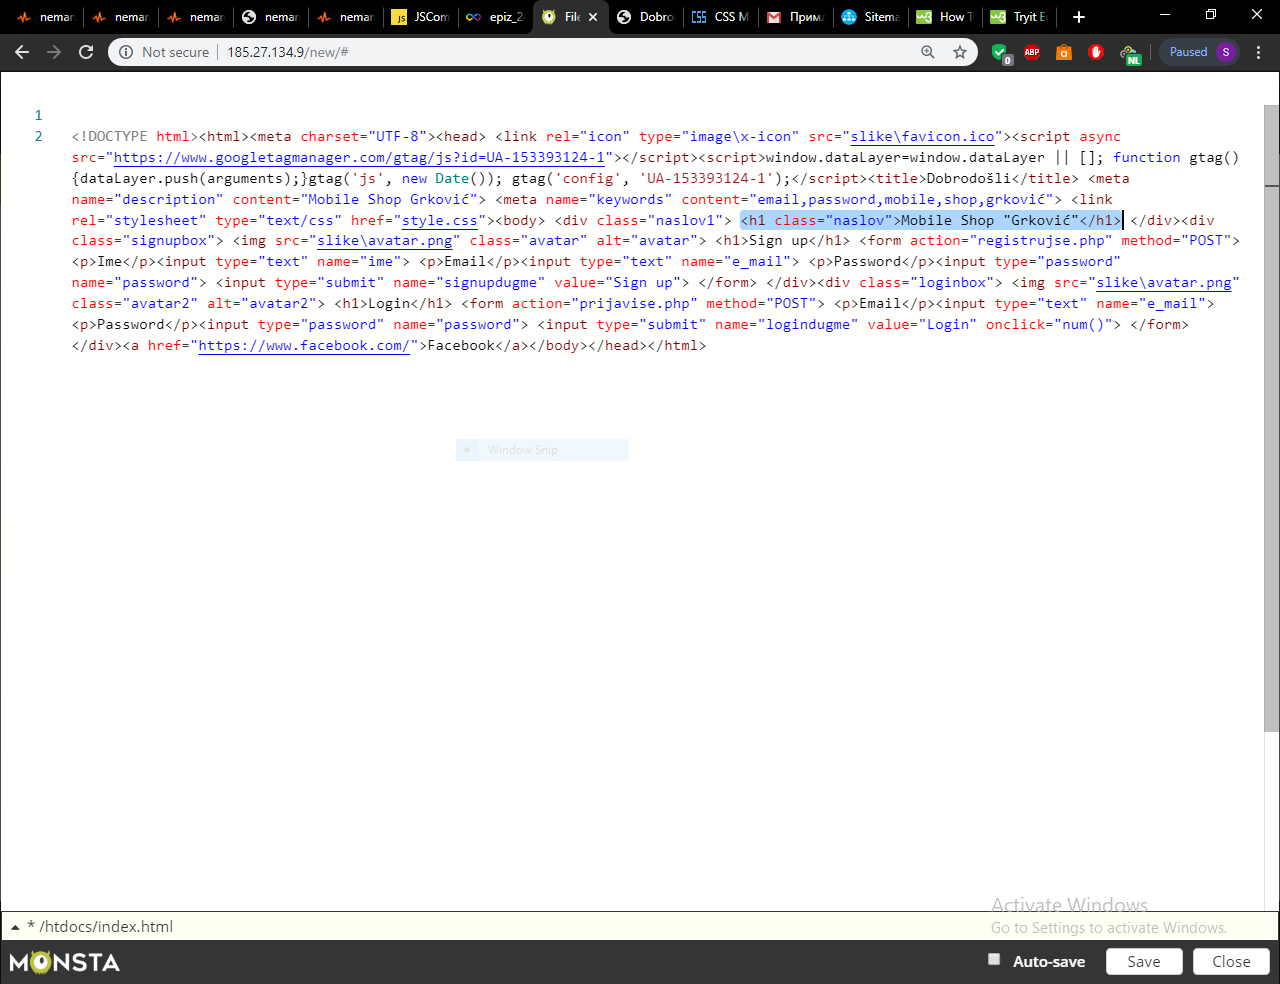 neman neman neman neman neman JSCom epiz_2 File Dobro CSS M Прим Sitema How T Tryit E
Not secure 185.27.134.9/new/# 0 ABP a NL Paused S
1
2 <!DOCTYPE html><html><meta charset="UTF-8"><head> <link rel="icon" type="image\x-icon" src="slike\favicon.ico"><script async
src="https://www.googletagmanager.com/gtag/js?id=UA-153393124-1"></script><script>window.dataLayer=window.dataLayer || []; function gtag()
{dataLayer.push(arguments);}gtag('js', new Date()); gtag('config', 'UA-153393124-1');</script><title>Dobrodošli</title> <meta
name="description" content="Mobile Shop Grković"> <meta name="keywords" content="email,password,mobile,shop,grković"> <link
rel="stylesheet" type="text/css" href="style.css"><body> <div class="naslov1"> <h1 class="naslov">Mobile Shop "Grković"</h1> </div><div
class="signupbox"> <img src="slike\avatar.png" class="avatar" alt="avatar"> <h1>Sign up</h1> <form action="registrujse.php" method="POST">
<p>Ime</p><input type="text" name="ime"> <p>Email</p><input type="text" name="e_mail"> <p>Password</p><input type="password"
name="password"> <input type="submit" name="signupdugme" value="Sign up"> </form> </div><div class="loginbox"> <img src="slike\avatar.png"
class="avatar2" alt="avatar2"> <h1>Login</h1> <form action="prijavise.php" method="POST"> <p>Email</p><input type="text" name="e_mail">
<p>Password</p><input type="password" name="password"> <input type="submit" name="logindugme" value="Login" onclick="num()"> </form>
</div><a href="https://www.facebook.com/">Facebook</a></body></head></html>
Window Snip
Activate Windows
Go to Settings to activate Windows.
* /htdocs/index.html
MONSTA Auto-save Save Close